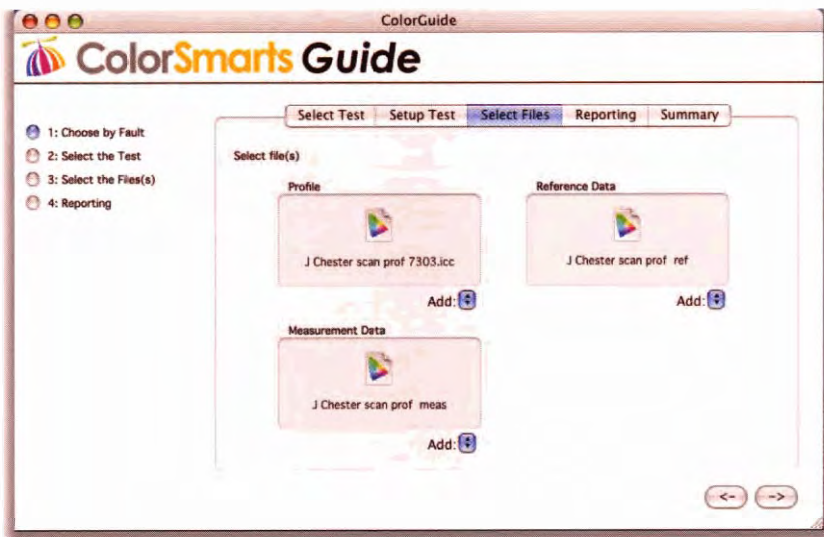 ColorGuide
ColorSmarts Guide
Select Test Setup Test Select Files Reporting Summary
1: Choose by Fault
2: Select the Test
3: Select the Files(s)
4: Reporting
Select file(s)
Profile
J Chester scan prof 7303.icc
Add:
Reference Data
J Chester scan prof ref
Add:
Measurement Data
J Chester scan prof meas
Add:
<- ->